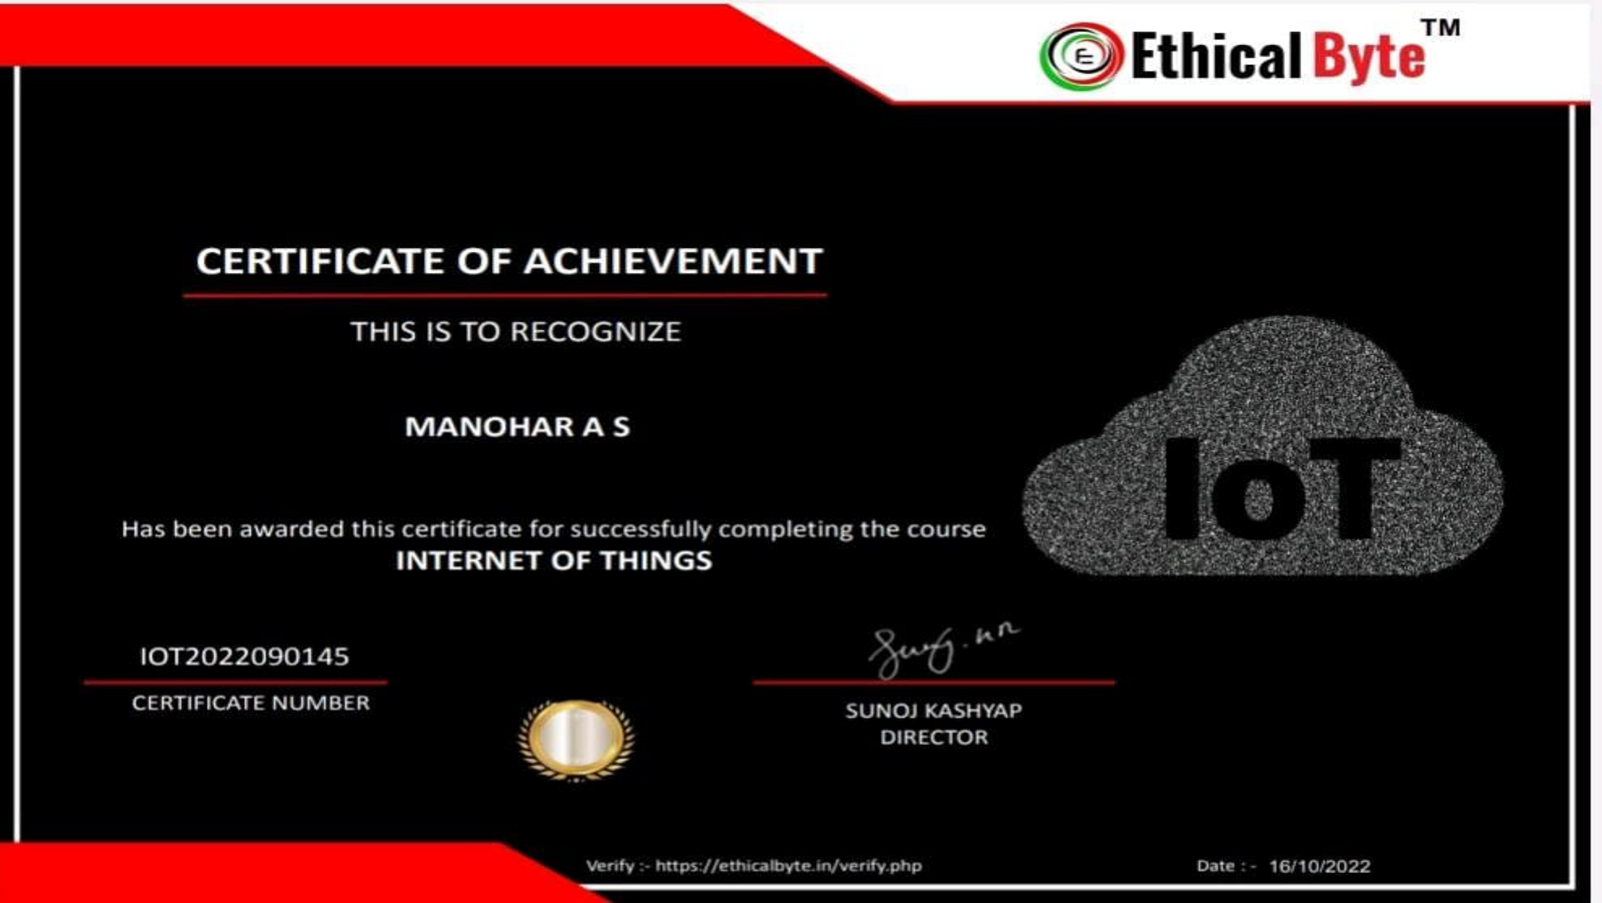 Ethical Byte™
CERTIFICATE OF ACHIEVEMENT
THIS IS TO RECOGNIZE
MANOHAR A S
IoT
Has been awarded this certificate for successfully completing the course
INTERNET OF THINGS
IOT2022090145
CERTIFICATE NUMBER
SUNOJ KASHYAP
DIRECTOR
Verify :- https://ethicalbyte.in/verify.php
Date : - 16/10/2022